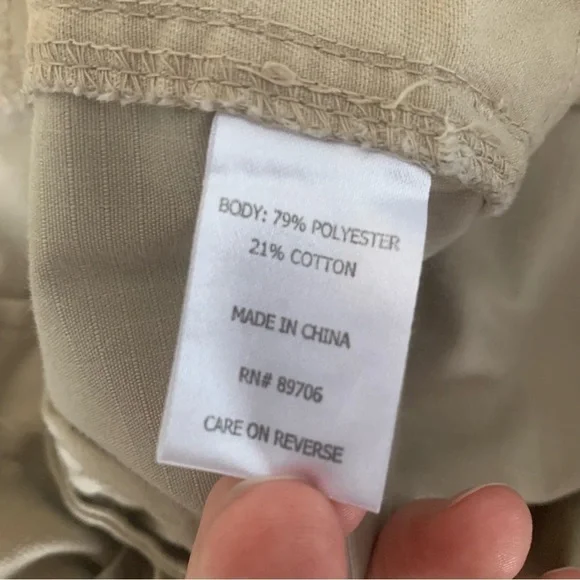 BODY: 79% POLYESTER
21% COTTON
MADE IN CHINA
RN# 89706
CARE ON REVERSE